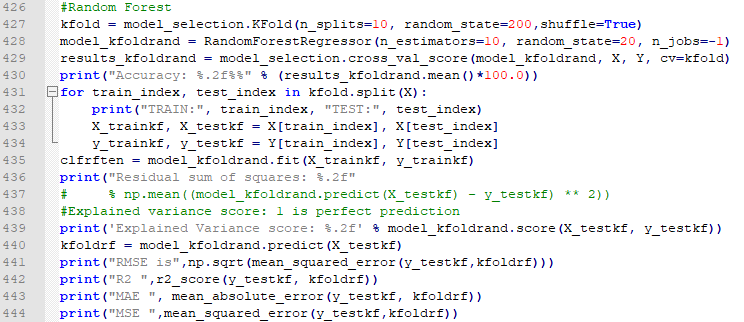 426 #Random Forest
427 kfold = model_selection.KFold(n_splits=10, random_state=200,shuffle=True)
428 model_kfoldrand = RandomForestRegressor(n_estimators=10, random_state=20, n_jobs=-1)
429 results_kfoldrand = model_selection.cross_val_score(model_kfoldrand, X, Y, cv=kfold)
430 print("Accuracy: %.2f%%" % (results_kfoldrand.mean()*100.0))
431 for train_index, test_index in kfold.split(X):
432     print("TRAIN:", train_index, "TEST:", test_index)
433     X_trainkf, X_testkf = X[train_index], X[test_index]
434     y_trainkf, y_testkf = Y[train_index], Y[test_index]
435 clfrften = model_kfoldrand.fit(X_trainkf, y_trainkf)
436 print("Residual sum of squares: %.2f"
437 #     % np.mean((model_kfoldrand.predict(X_testkf) - y_testkf) ** 2))
438 #Explained variance score: 1 is perfect prediction
439 print('Explained Variance score: %.2f' % model_kfoldrand.score(X_testkf, y_testkf))
440 kfoldrf = model_kfoldrand.predict(X_testkf)
441 print("RMSE is",np.sqrt(mean_squared_error(y_testkf,kfoldrf)))
442 print("R2 ",r2_score(y_testkf, kfoldrf))
443 print("MAE ", mean_absolute_error(y_testkf, kfoldrf))
444 print("MSE ",mean_squared_error(y_testkf,kfoldrf))